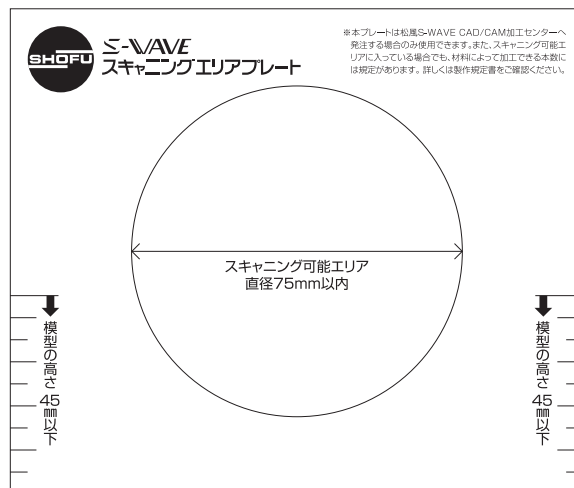 SHOFU
S-WAVE
スキャニングエリアプレート
※本プレートは松風S-WAVE CAD/CAM加工センターへ
発注する場合のみ使用できます。また、スキャニング可能エ
リアに入っている場合でも、材料によって加工できる本数に
は規定があります。詳しくは製作規定書をご確認ください。
スキャニング可能エリア
直径75mm以内
模型の高さ45mm以下
模型の高さ45mm以下